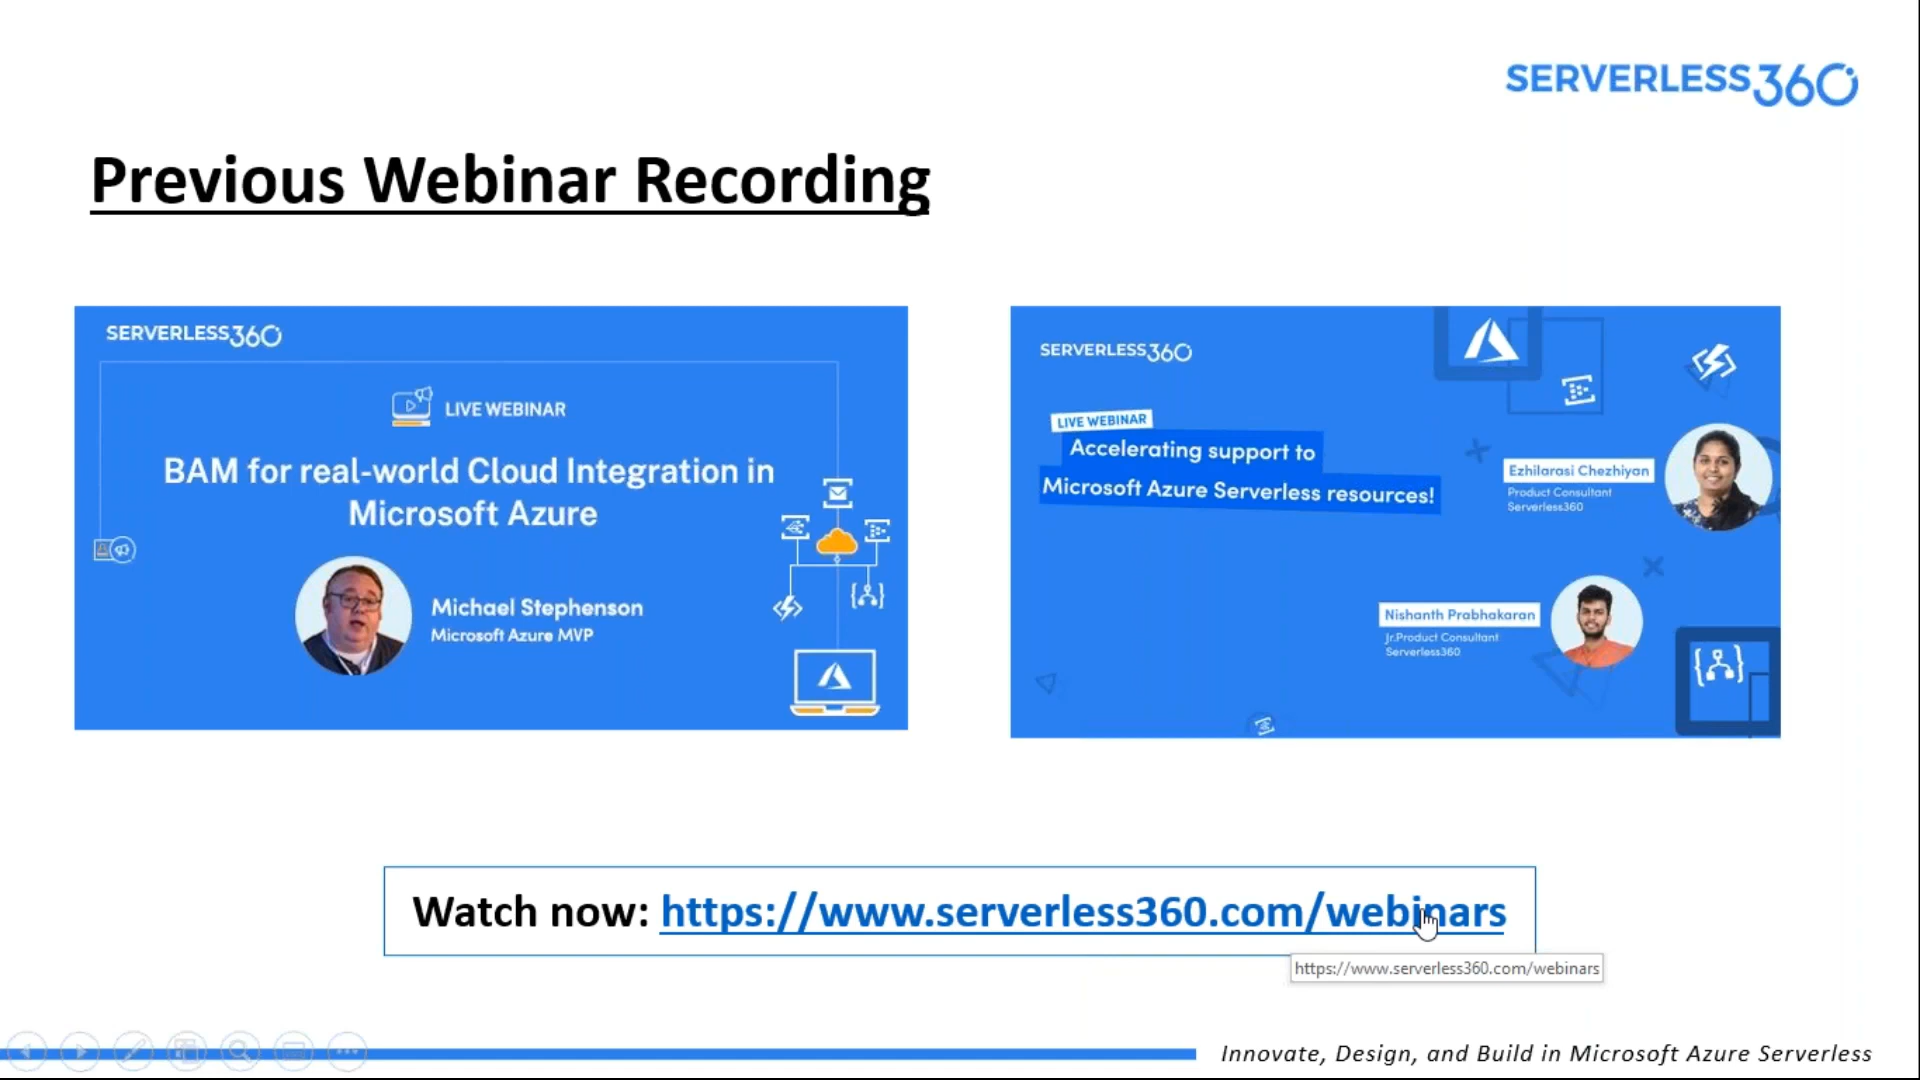 SERVERLESS360
Previous Webinar Recording
SERVERLESS360
LIVE WEBINAR
BAM for real-world Cloud Integration in
Microsoft Azure
Michael Stephenson
Microsoft Azure MVP
SERVERLESS360
LIVE WEBINAR
Accelerating support to
Microsoft Azure Serverless resources!
Ezhilarasi Chezhiyan
Product Consultant
Serverless360
Nishanth Prabhakaran
Jr.Product Consultant
Serverless360
Watch now: https://www.serverless360.com/webinars
https://www.serverless360.com/webinars
Innovate, Design, and Build in Microsoft Azure Serverless